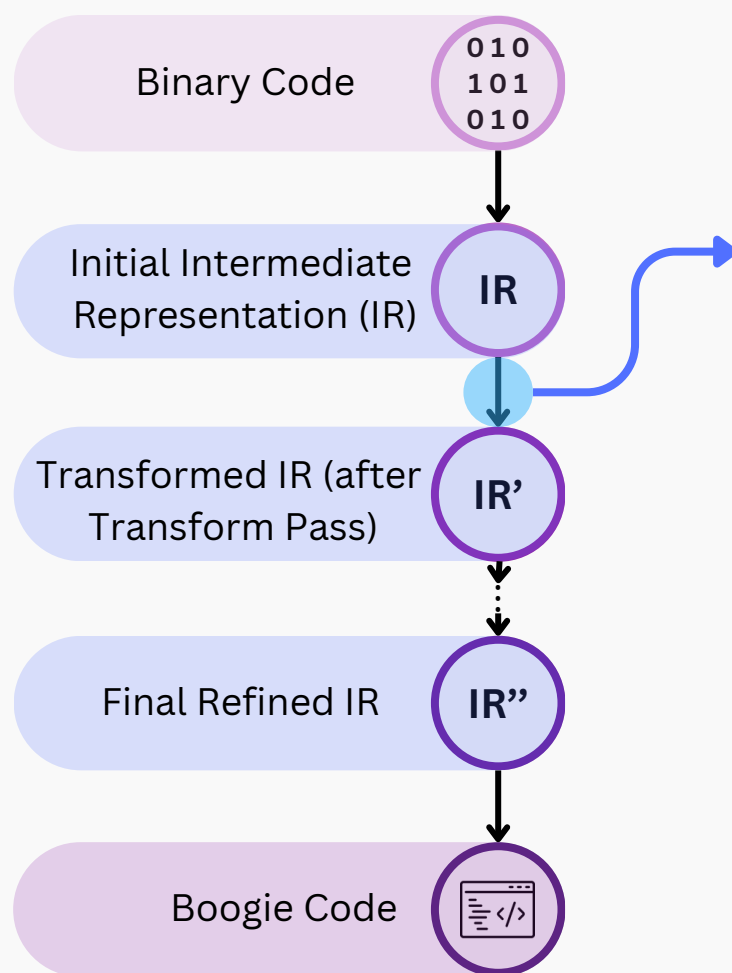 Binary Code
010
101
010
Initial Intermediate
Representation (IR)
IR
Transformed IR (after
Transform Pass)
IR’
Final Refined IR
IR’’
Boogie Code
</>